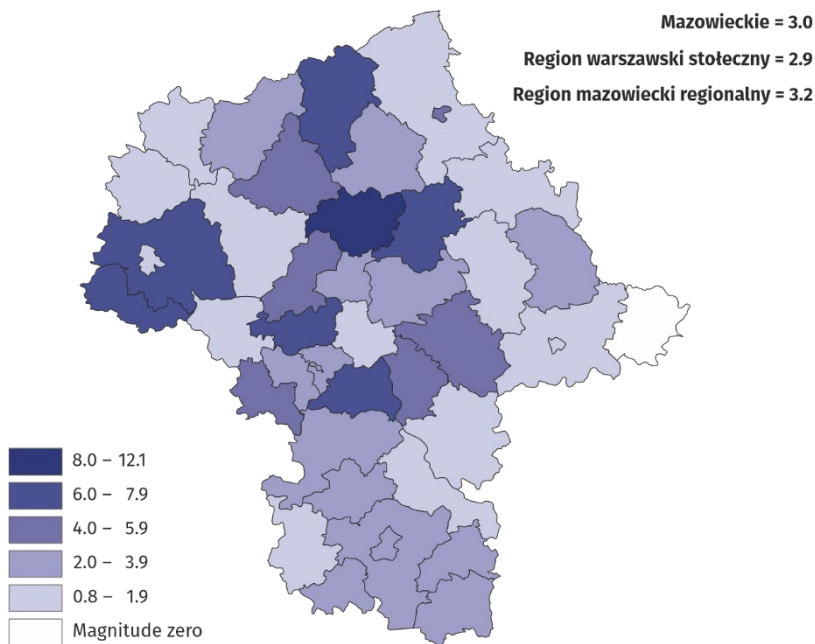 Mazowieckie = 3.0
Region warszawski stołeczny = 2.9
Region mazowiecki regionalny = 3.2
8.0 – 12.1
6.0 – 7.9
4.0 – 5.9
2.0 – 3.9
0.8 – 1.9
Magnitude zero